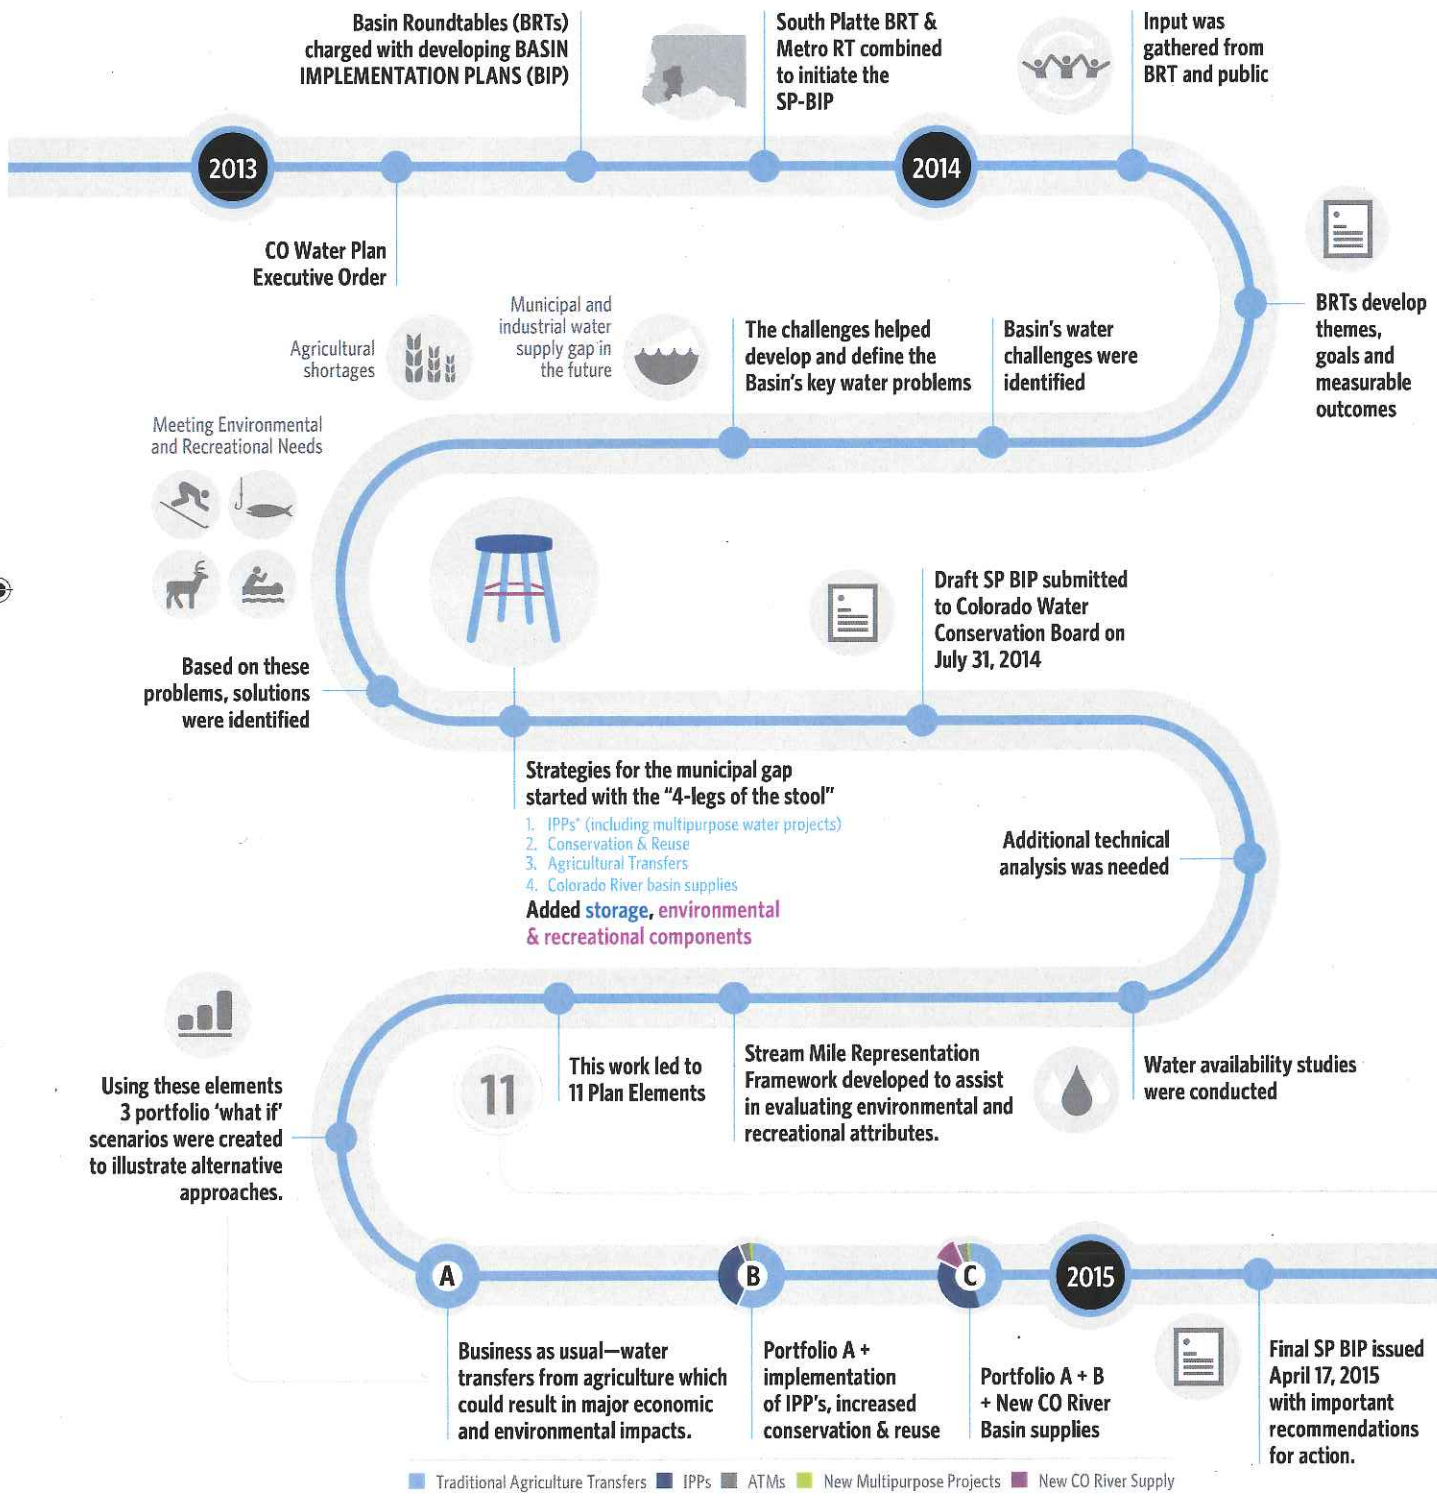 Basin Roundtables (BRTs)
charged with developing BASIN
IMPLEMENTATION PLANS (BIP)
South Platte BRT &
Metro RT combined
to initiate the
SP-BIP
Input was
gathered from
BRT and public
2013
2014
CO Water Plan
Executive Order
BRTs develop
themes,
goals and
measurable
outcomes
Basin's water
challenges were
identified
The challenges helped
develop and define the
Basin's key water problems
Municipal and
industrial water
supply gap in
the future
Agricultural
shortages
Meeting Environmental
and Recreational Needs
Based on these
problems, solutions
were identified
Strategies for the municipal gap
started with the "4-legs of the stool"
1. IPPs* (including multipurpose water projects)
2. Conservation & Reuse
3. Agricultural Transfers
4. Colorado River basin supplies
Added storage, environmental
& recreational components
Draft SP BIP submitted
to Colorado Water
Conservation Board on
July 31, 2014
Additional technical
analysis was needed
Water availability studies
were conducted
Stream Mile Representation
Framework developed to assist
in evaluating environmental and
recreational attributes.
11
This work led to
11 Plan Elements
Using these elements
3 portfolio 'what if'
scenarios were created
to illustrate alternative
approaches.
A
B
C
2015
Business as usual—water
transfers from agriculture which
could result in major economic
and environmental impacts.
Portfolio A +
implementation
of IPP's, increased
conservation & reuse
Portfolio A + B
+ New CO River
Basin supplies
Final SP BIP issued
April 17, 2015
with important
recommendations
for action.
Traditional Agriculture Transfers IPPs ATMs New Multipurpose Projects New CO River Supply